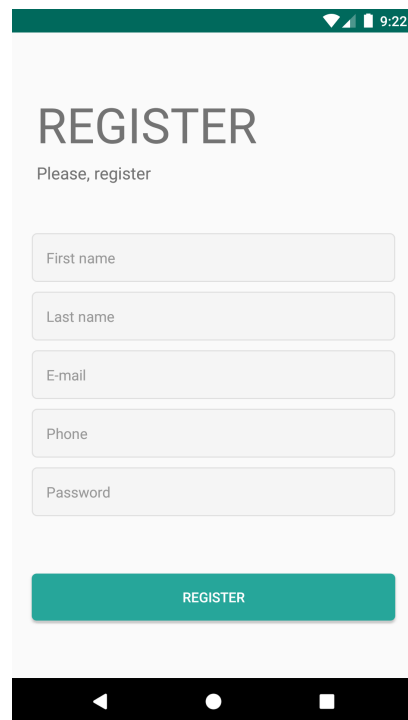 9:22
REGISTER
Please, register
First name
Last name
E-mail
Phone
Password
REGISTER